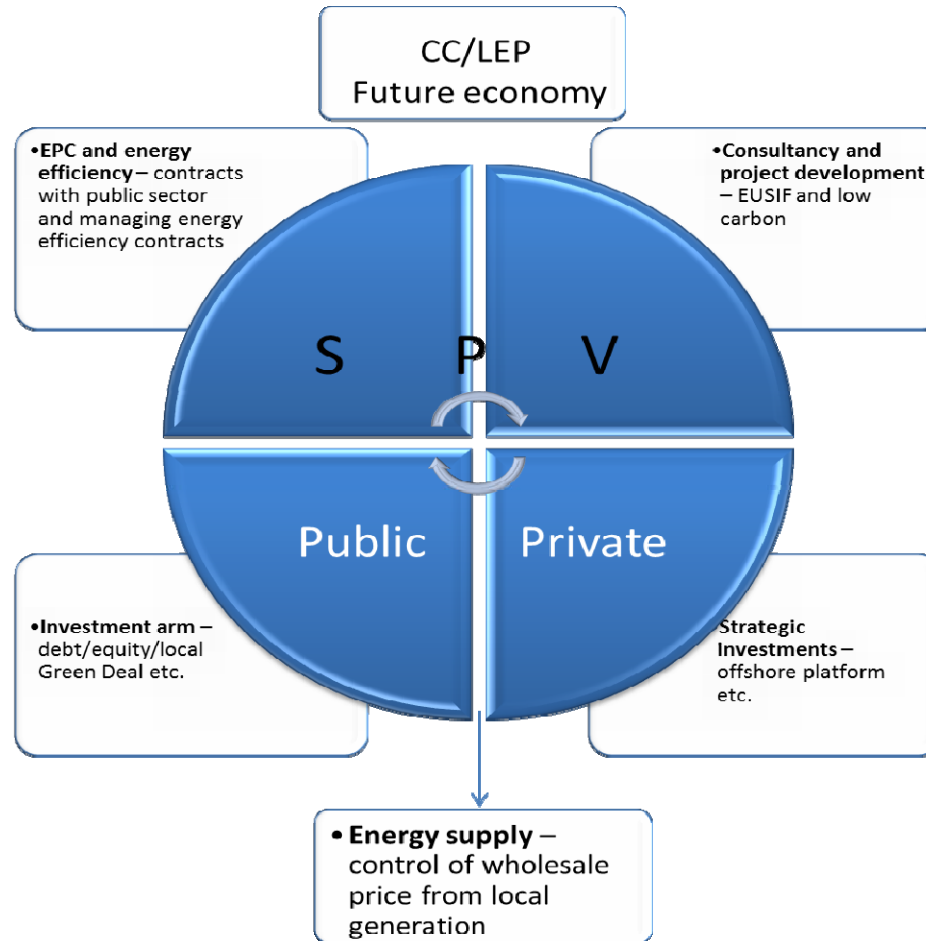 CC/LEP
Future economy
•EPC and energy
efficiency– contracts
with public sector
and managing energy
efficiency contracts
•Consultancy and
project development
– EUSIF and low
carbon
S P V
Public Private
•Investment arm –
debt/equity/local
Green Deal etc.
Strategic
Investments –
offshore platform
etc.
• Energy supply –
control of wholesale
price from local
generation